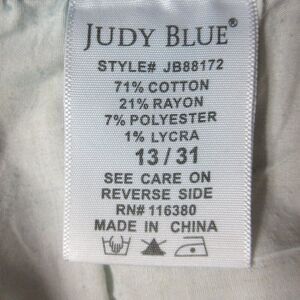 JUDY BLUE®
STYLE# JB88172
71% COTTON
21% RAYON
7% POLYESTER
1% LYCRA
13 / 31
SEE CARE ON
REVERSE SIDE
RN# 116380
MADE IN CHINA